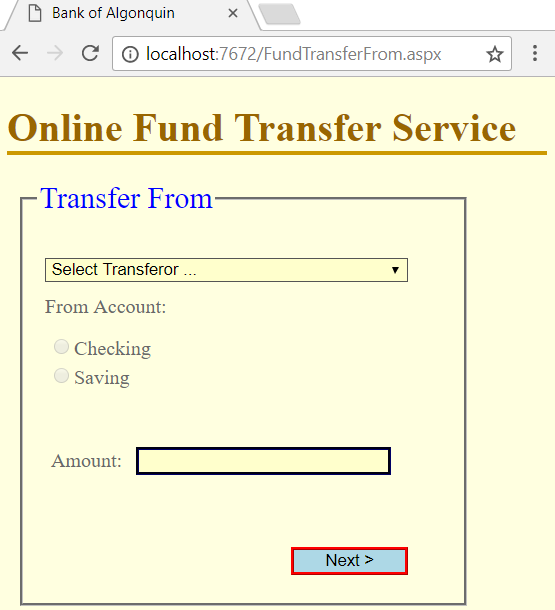 Bank of Algonquin
localhost:7672/FundTransferFrom.aspx
Online Fund Transfer Service
Transfer From
Select Transferor ...
From Account:
Checking
Saving
Amount:
Next >